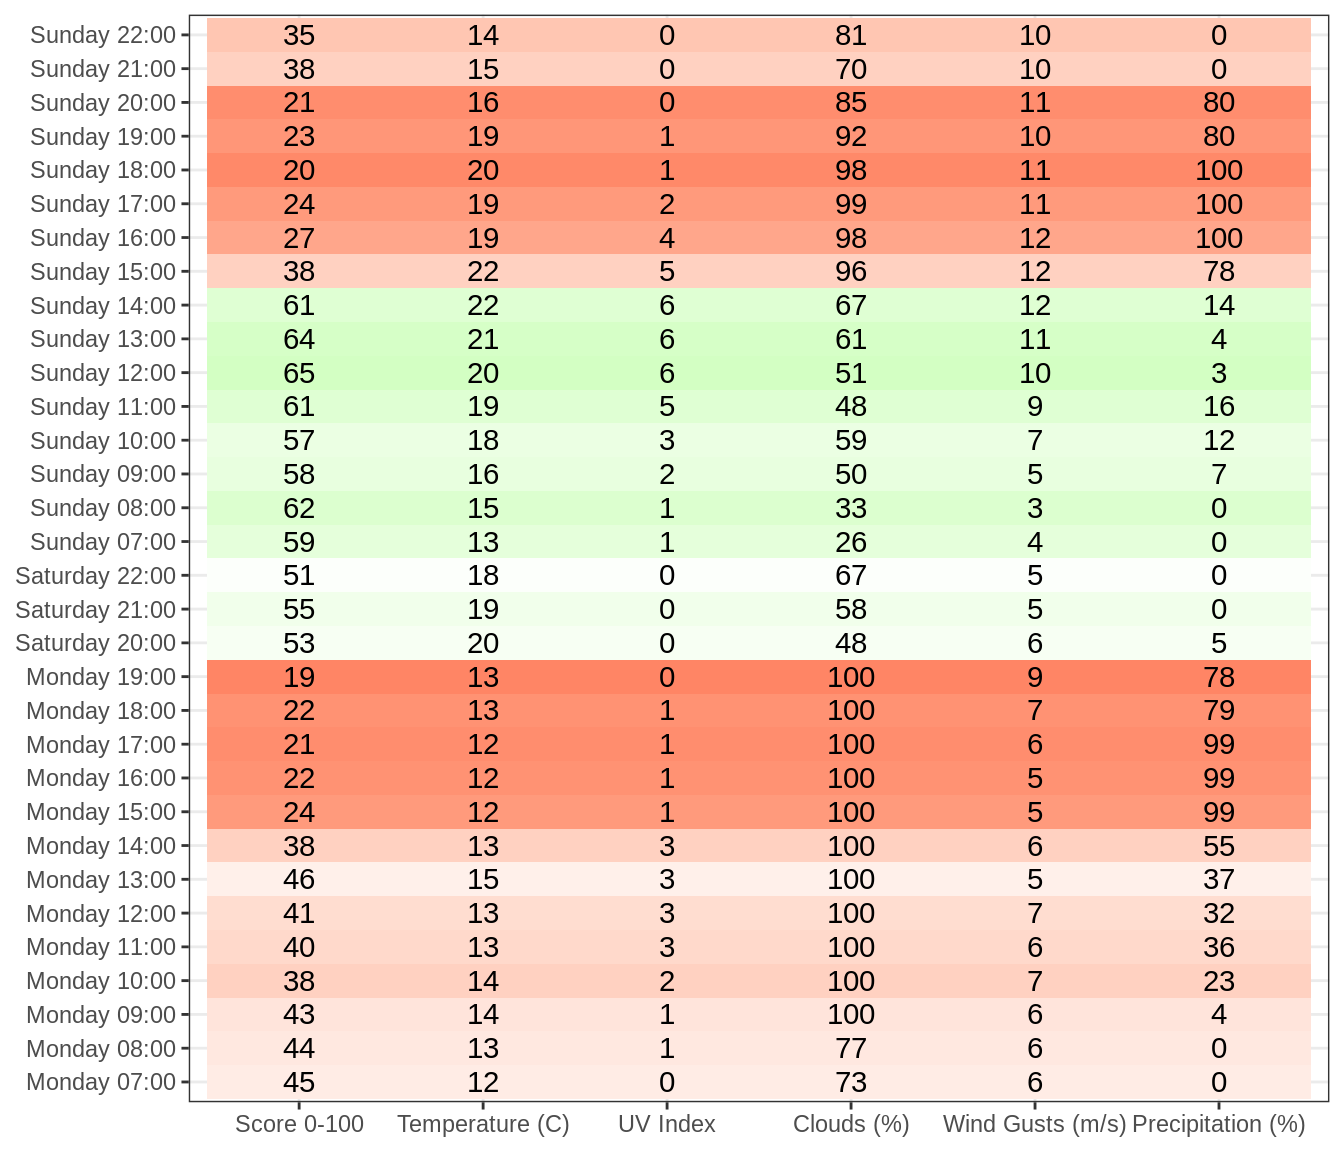 Sunday 22:00 35 14 0 81 10 0
Sunday 21:00 38 15 0 70 10 0
Sunday 20:00 21 16 0 85 11 80
Sunday 19:00 23 19 1 92 10 80
Sunday 18:00 20 20 1 98 11 100
Sunday 17:00 24 19 2 99 11 100
Sunday 16:00 27 19 4 98 12 100
Sunday 15:00 38 22 5 96 12 78
Sunday 14:00 61 22 6 67 12 14
Sunday 13:00 64 21 6 61 11 4
Sunday 12:00 65 20 6 51 10 3
Sunday 11:00 61 19 5 48 9 16
Sunday 10:00 57 18 3 59 7 12
Sunday 09:00 58 16 2 50 5 7
Sunday 08:00 62 15 1 33 3 0
Sunday 07:00 59 13 1 26 4 0
Saturday 22:00 51 18 0 67 5 0
Saturday 21:00 55 19 0 58 5 0
Saturday 20:00 53 20 0 48 6 5
Monday 19:00 19 13 0 100 9 78
Monday 18:00 22 13 1 100 7 79
Monday 17:00 21 12 1 100 6 99
Monday 16:00 22 12 1 100 5 99
Monday 15:00 24 12 1 100 5 99
Monday 14:00 38 13 3 100 6 55
Monday 13:00 46 15 3 100 5 37
Monday 12:00 41 13 3 100 7 32
Monday 11:00 40 13 3 100 6 36
Monday 10:00 38 14 2 100 7 23
Monday 09:00 43 14 1 100 6 4
Monday 08:00 44 13 1 77 6 0
Monday 07:00 45 12 0 73 6 0
Score 0-100 Temperature (C) UV Index Clouds (%) Wind Gusts (m/s) Precipitation (%)